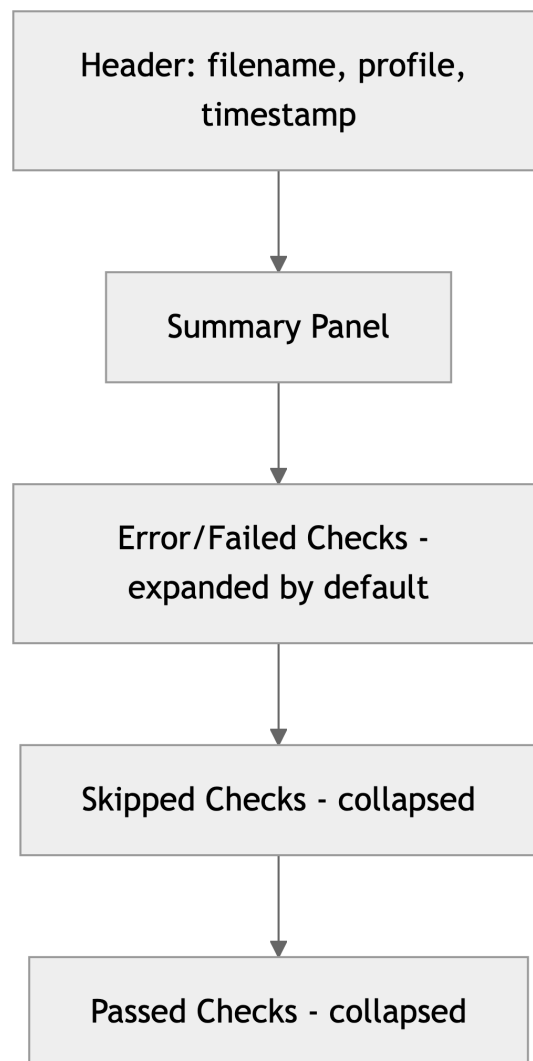 Header: filename, profile,
timestamp
Summary Panel
Error/Failed Checks -
expanded by default
Skipped Checks - collapsed
Passed Checks - collapsed